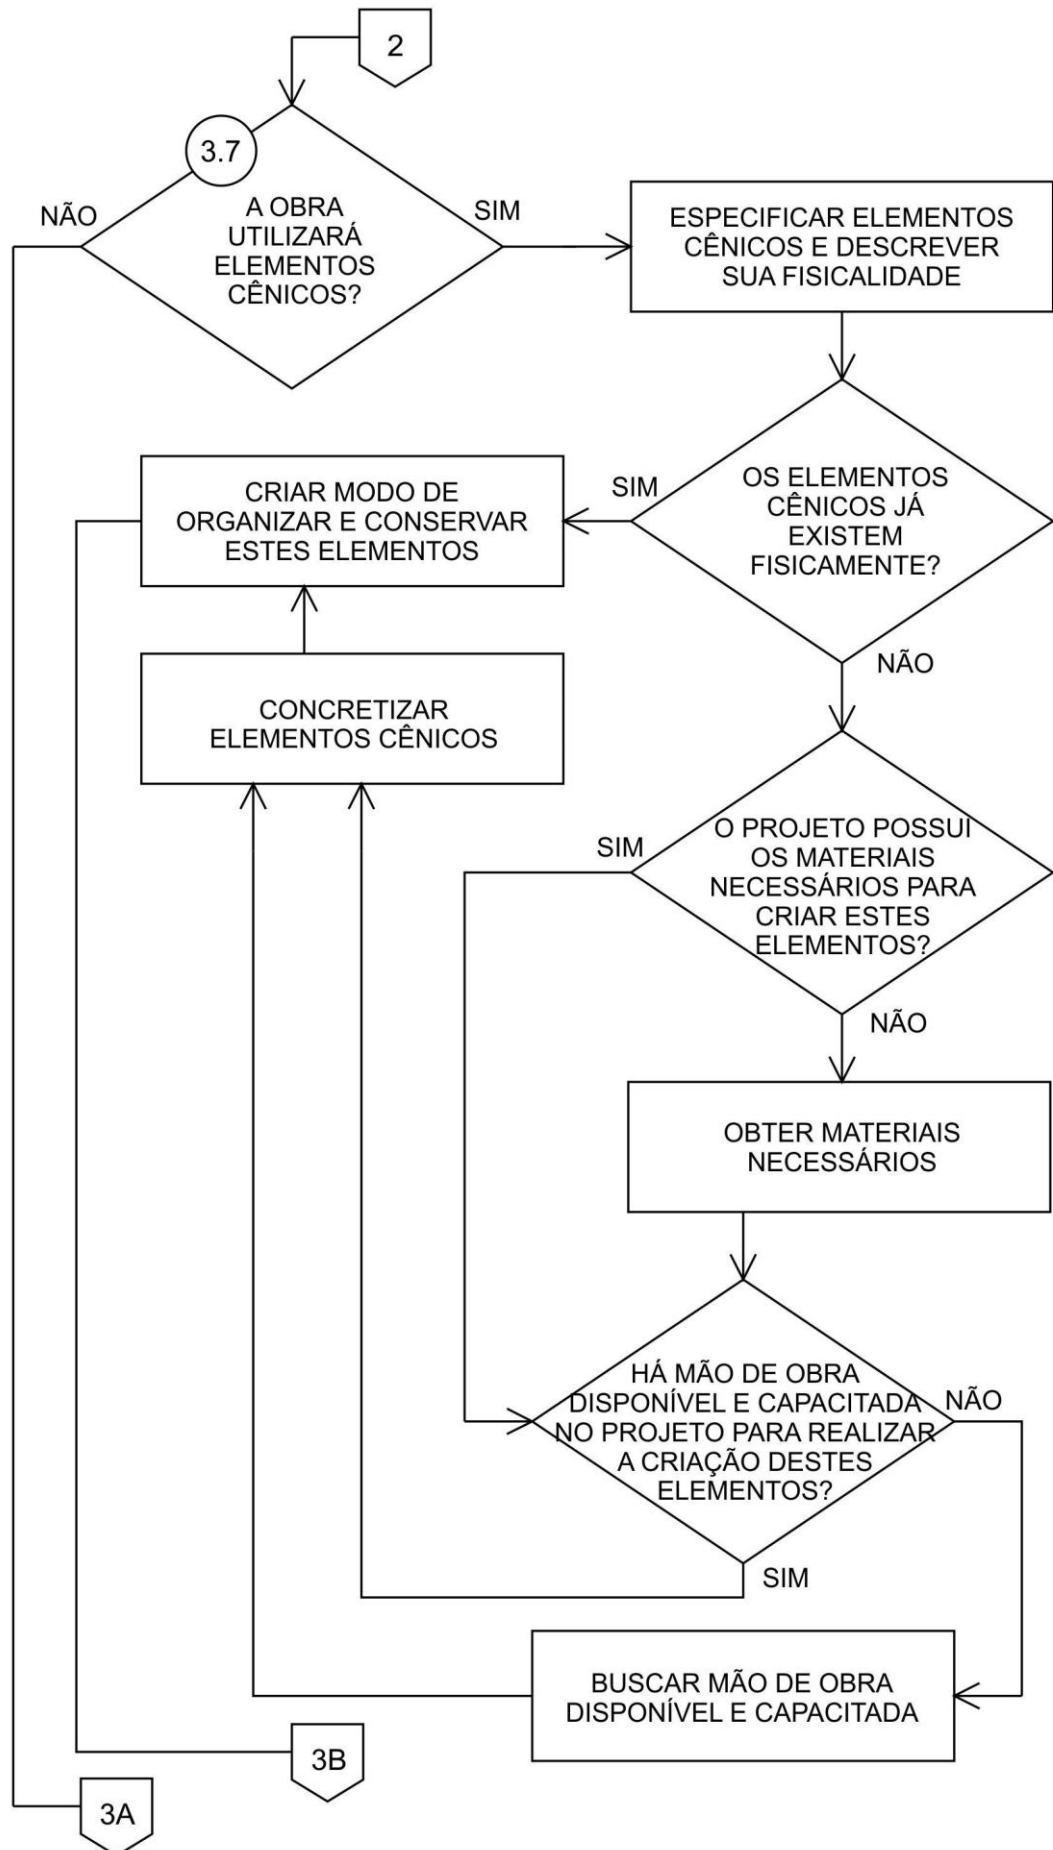 2
3.7
NÃO
A OBRA
UTILIZARÁ
ELEMENTOS
CÊNICOS?
SIM
ESPECIFICAR ELEMENTOS
CÊNICOS E DESCREVER
SUA FISICALIDADE
CRIAR MODO DE
ORGANIZAR E CONSERVAR
ESTES ELEMENTOS
SIM
OS ELEMENTOS
CÊNICOS JÁ
EXISTEM
FISICAMENTE?
NÃO
CONCRETIZAR
ELEMENTOS CÊNICOS
SIM
O PROJETO POSSUI
OS MATERIAIS
NECESSÁRIOS PARA
CRIAR ESTES
ELEMENTOS?
NÃO
OBTER MATERIAIS
NECESSÁRIOS
HÁ MÃO DE OBRA
DISPONÍVEL E CAPACITADA
NO PROJETO PARA REALIZAR
A CRIAÇÃO DESTES
ELEMENTOS?
NÃO
SIM
BUSCAR MÃO DE OBRA
DISPONÍVEL E CAPACITADA
3B
3A